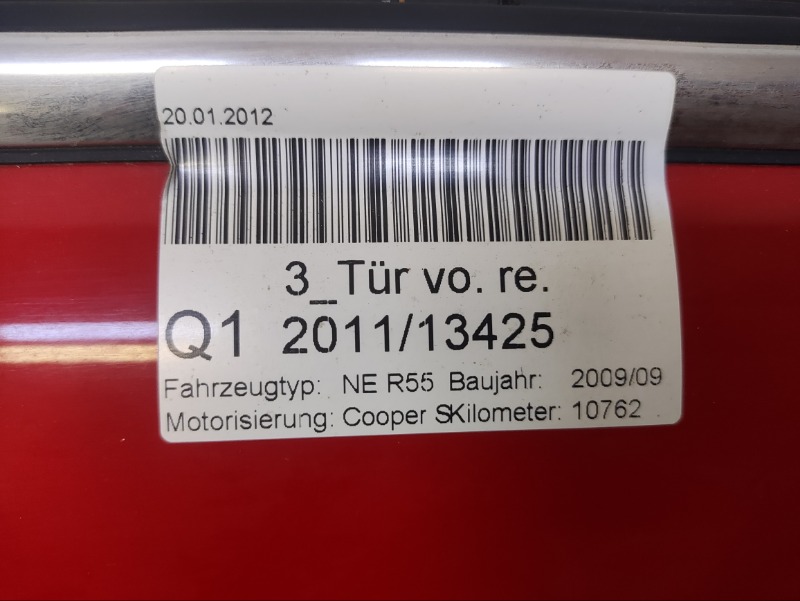 20.01.2012
3_Tür vo. re.
Q1 2011/13425
Fahrzeugtyp: NE R55 Baujahr: 2009/09
Motorisierung: Cooper SKilometer: 10762